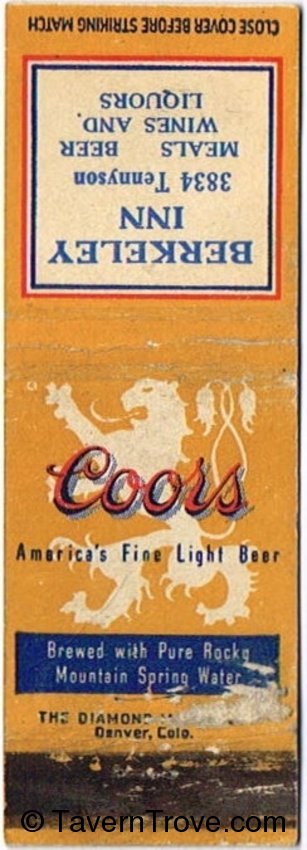 CLOSE COVER BEFORE STRIKING MATCH
BERKELEY
INN
3834 Tennyson
MEALS BEER
WINES AND
LIQUORS
Coors
America's Fine Light Beer
Brewed with Pure Rocky
Mountain Spring Water
THE DIAMOND
Denver, Colo.
© TavernTrove.com